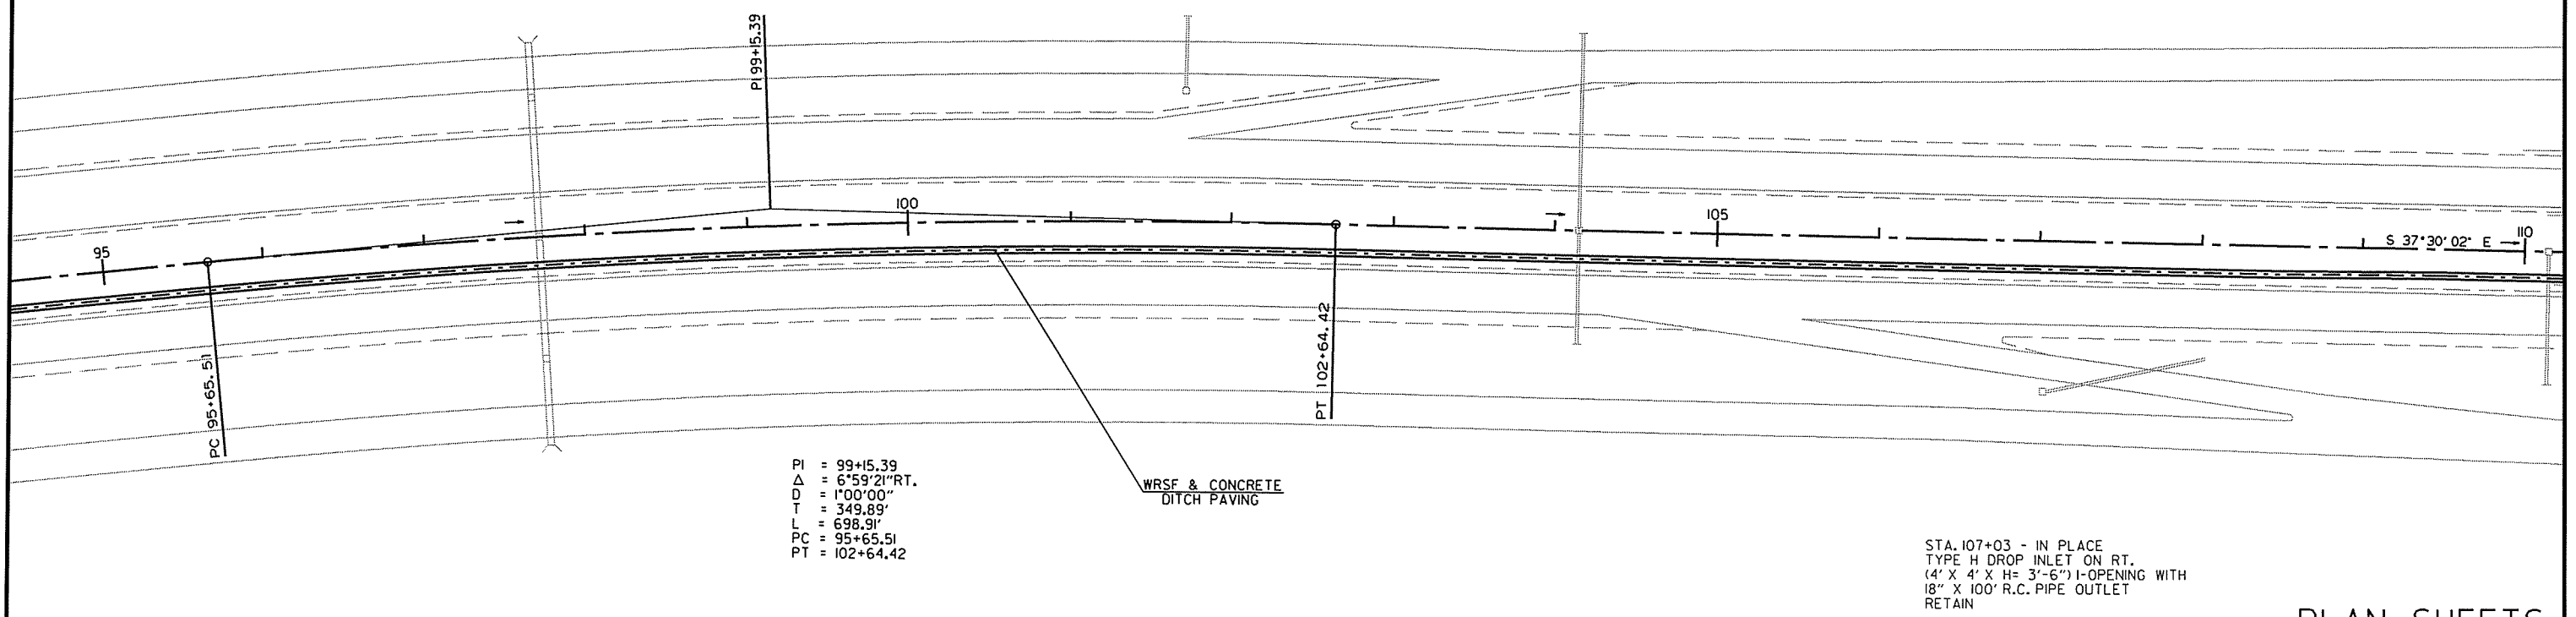 PI 99+15.39
95
100
105
S 37°30'02" E
110
PC 95+65.51
PT 102+64.42
PI = 99+15.39
Δ = 6°59'21"RT.
D = 1°00'00"
T = 349.89'
L = 698.91'
PC = 95+65.51
PT = 102+64.42
WRSF & CONCRETE
DITCH PAVING
STA. 107+03 - IN PLACE
TYPE H DROP INLET ON RT.
(4' X 4' X H= 3'-6") 1-OPENING WITH
18" X 100' R.C. PIPE OUTLET
RETAIN
PLAN SHEETS